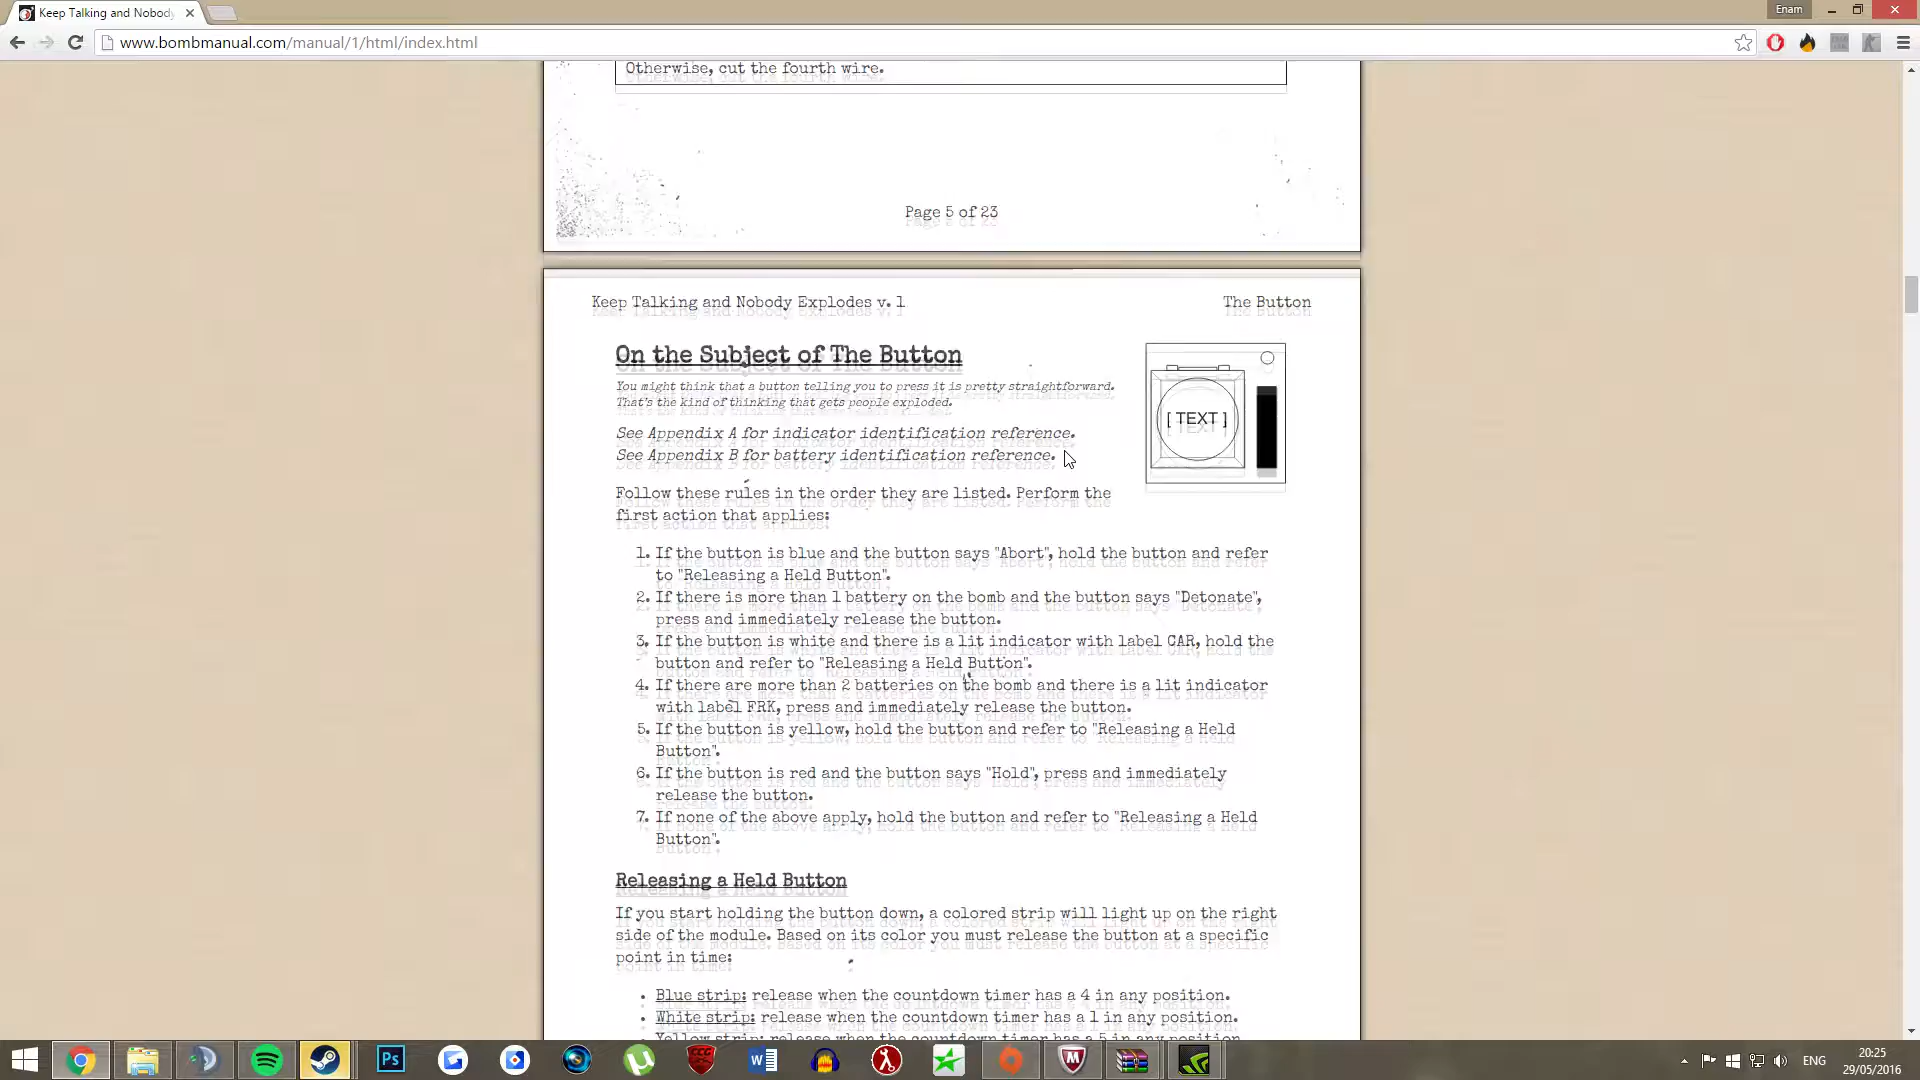 Keep Talking and Nobody
Enam
www.bombmanual.com/manual/1/html/index.html
Otherwise, cut the fourth wire.
Page 5 of 23
Keep Talking and Nobody Explodes v. 1
The Button
On the Subject of The Button
You might think that a button telling you to press it is pretty straightforward.
That's the kind of thinking that gets people exploded.
See Appendix A for indicator identification reference.
See Appendix B for battery identification reference.
[ TEXT ]
Follow these rules in the order they are listed. Perform the
first action that applies:
1. If the button is blue and the button says "Abort", hold the button and refer
to "Releasing a Held Button".
2. If there is more than 1 battery on the bomb and the button says "Detonate",
press and immediately release the button.
3. If the button is white and there is a lit indicator with label CAR, hold the
button and refer to "Releasing a Held Button".
4. If there are more than 2 batteries on the bomb and there is a lit indicator
with label FRK, press and immediately release the button.
5. If the button is yellow, hold the button and refer to "Releasing a Held
Button".
6. If the button is red and the button says "Hold", press and immediately
release the button.
7. If none of the above apply, hold the button and refer to "Releasing a Held
Button".
Releasing a Held Button
If you start holding the button down, a colored strip will light up on the right
side of the module. Based on its color you must release the button at a specific
point in time:
• Blue strip: release when the countdown timer has a 4 in any position.
• White strip: release when the countdown timer has a 1 in any position.
• Yellow strip: release when the countdown timer has a 5 in any position.
Ps
W
ENG
20:25
29/05/2016